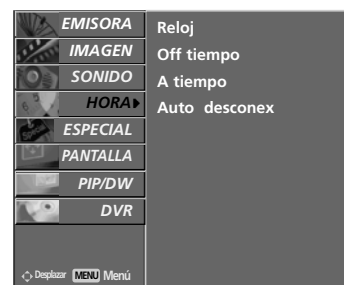 EMISORA
IMAGEN
SONIDO
HORA
ESPECIAL
PANTALLA
PIP/DW
DVR
Desplazar MENU Menú
Reloj
Off tiempo
A tiempo
Auto desconex